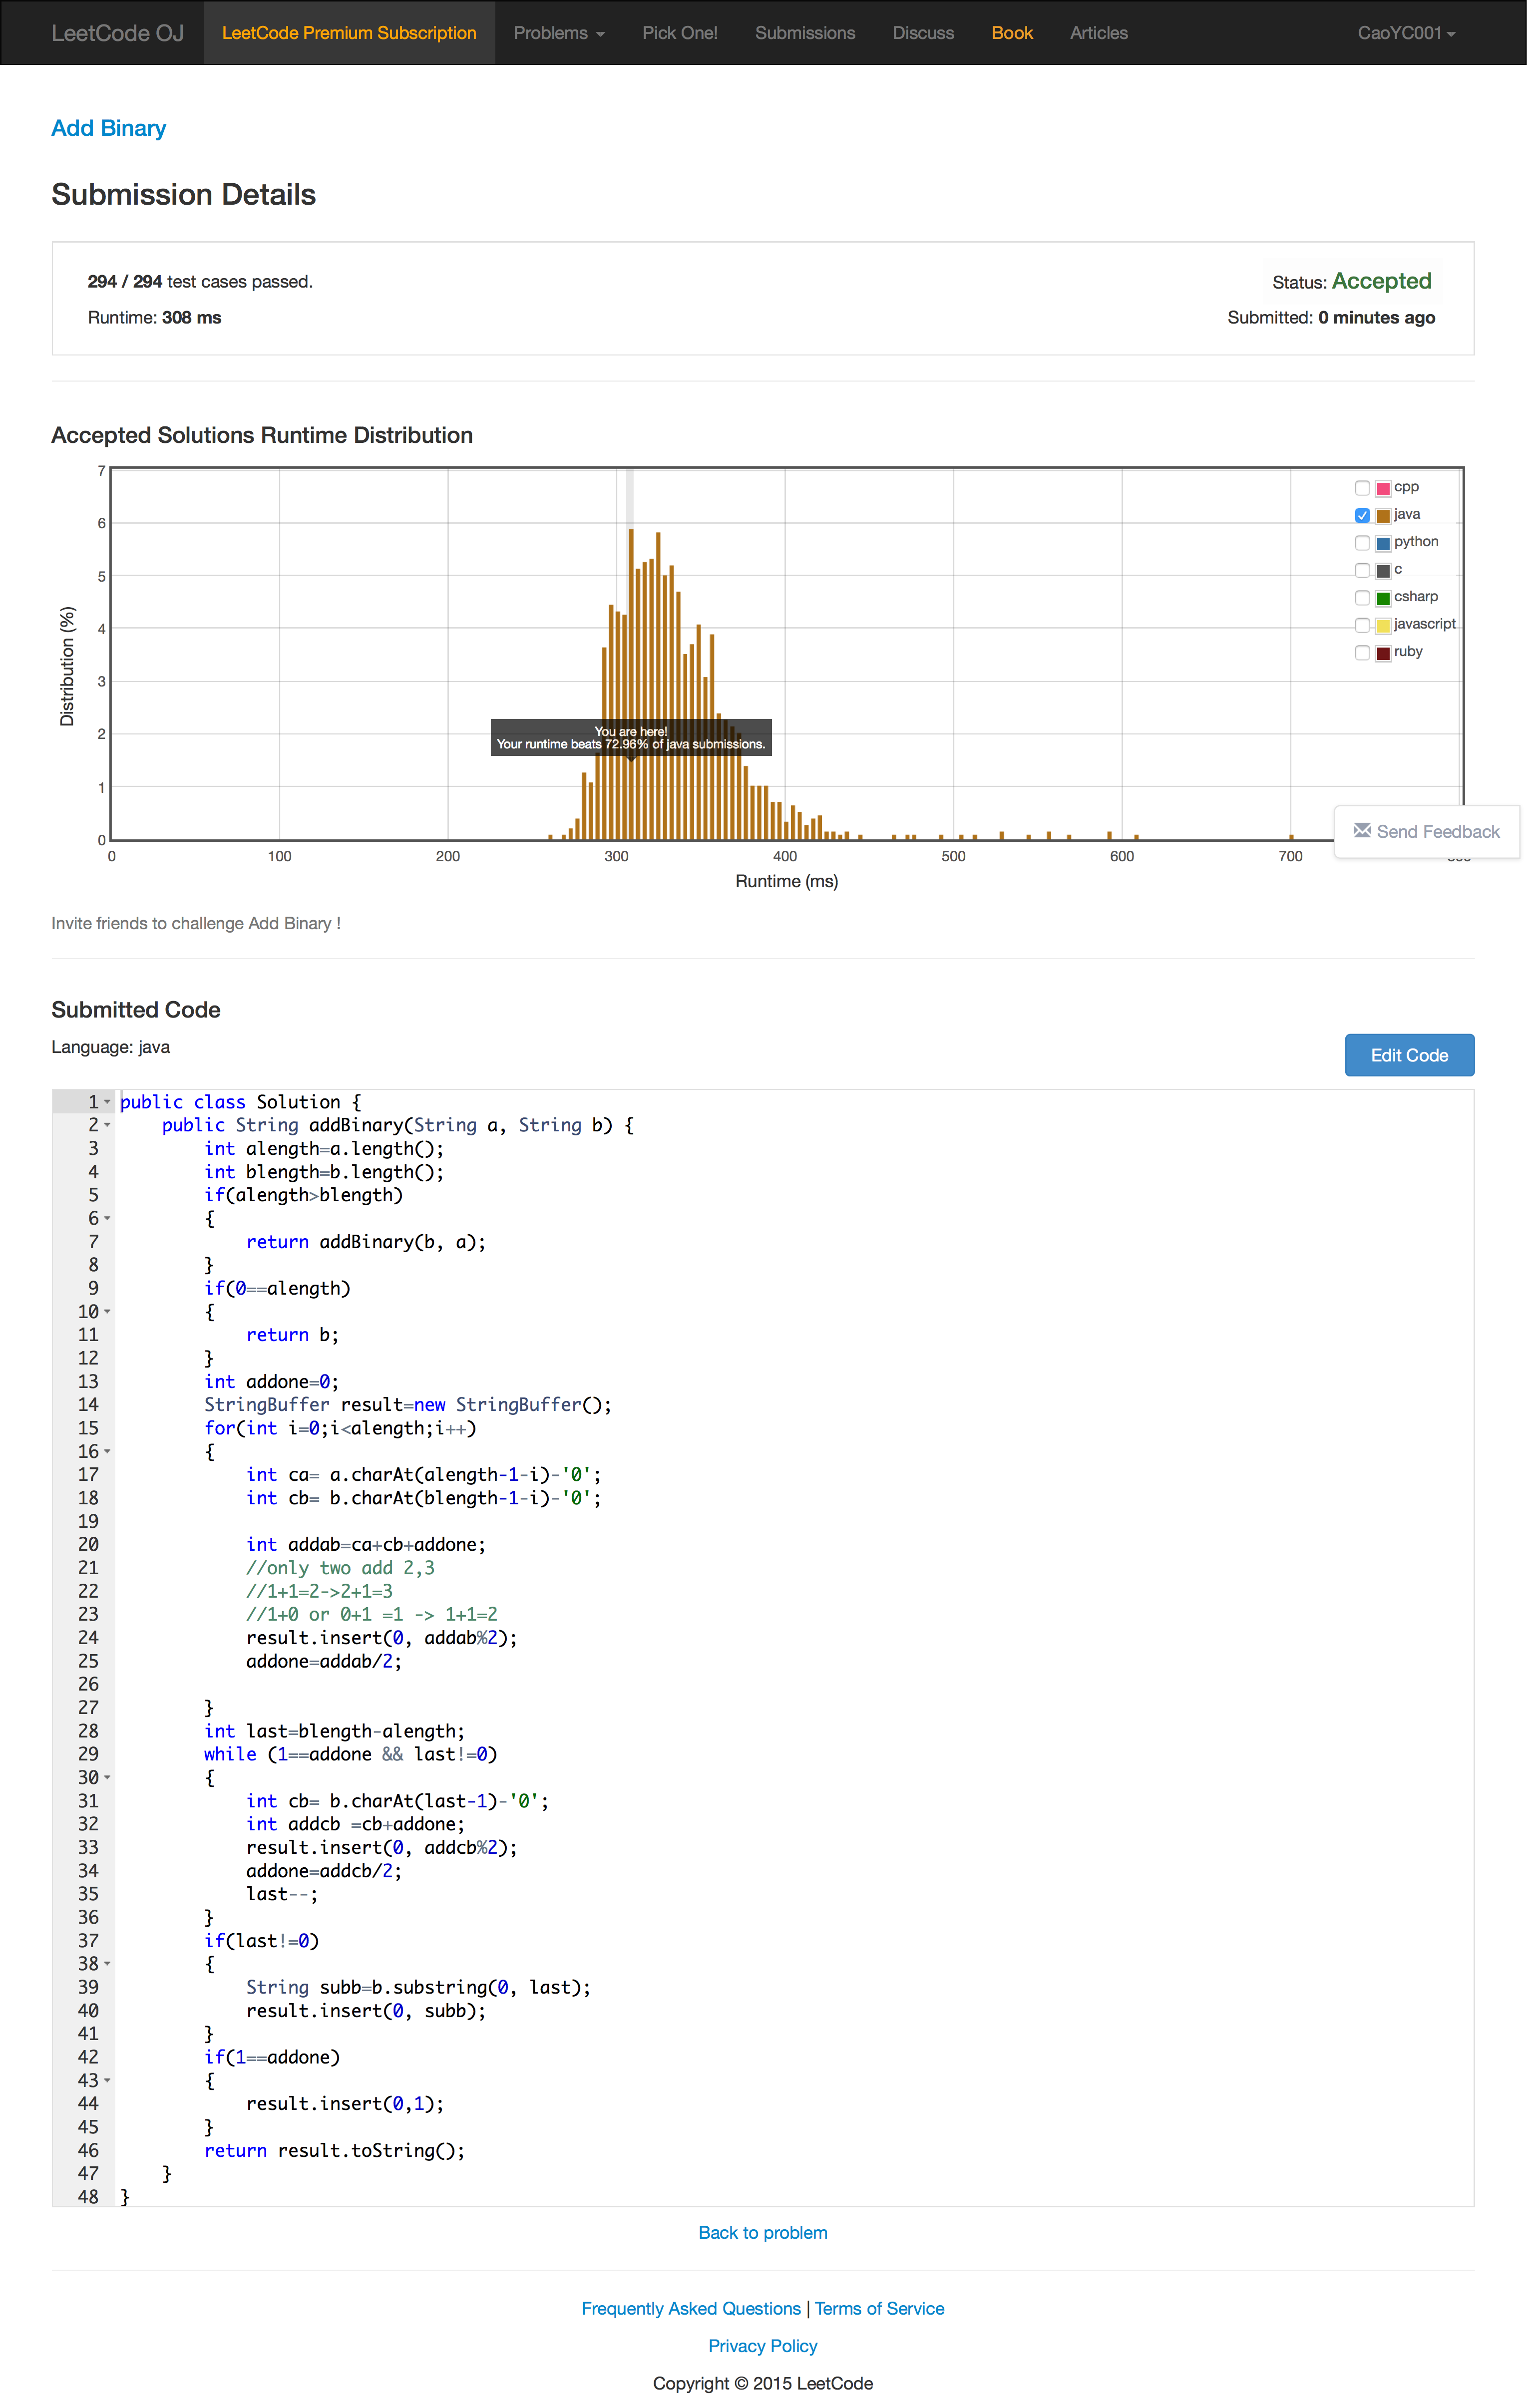 LeetCode OJ LeetCode Premium Subscription Problems Pick One! Submissions Discuss Book Articles CaoYC001
Add Binary
Submission Details
294 / 294 test cases passed. Status: Accepted
Runtime: 308 ms Submitted: 0 minutes ago
Accepted Solutions Runtime Distribution
7
6
5
4
3
2
1
0
Distribution (%)
cpp
java
python
c
csharp
javascript
ruby
You are here!
Your runtime beats 72.96% of java submissions.
Send Feedback
0 100 200 300 400 500 600 700
Runtime (ms)
Invite friends to challenge Add Binary !
Submitted Code
Language: java
Edit Code
1 public class Solution {
2 public String addBinary(String a, String b) {
3 int alength=a.length();
4 int blength=b.length();
5 if(alength>blength)
6 {
7 return addBinary(b, a);
8 }
9 if(0==alength)
10 {
11 return b;
12 }
13 int addone=0;
14 StringBuffer result=new StringBuffer();
15 for(int i=0;i<alength;i++)
16 {
17 int ca= a.charAt(alength-1-i)-'0';
18 int cb= b.charAt(blength-1-i)-'0';
19
20 int addab=ca+cb+addone;
21 //only two add 2,3
22 //1+1=2->2+1=3
23 //1+0 or 0+1 =1 -> 1+1=2
24 result.insert(0, addab%2);
25 addone=addab/2;
26
27 }
28 int last=blength-alength;
29 while (1==addone && last!=0)
30 {
31 int cb= b.charAt(last-1)-'0';
32 int addcb =cb+addone;
33 result.insert(0, addcb%2);
34 addone=addcb/2;
35 last--;
36 }
37 if(last!=0)
38 {
39 String subb=b.substring(0, last);
40 result.insert(0, subb);
41 }
42 if(1==addone)
43 {
44 result.insert(0,1);
45 }
46 return result.toString();
47 }
48 }
Back to problem
Frequently Asked Questions | Terms of Service
Privacy Policy
Copyright © 2015 LeetCode